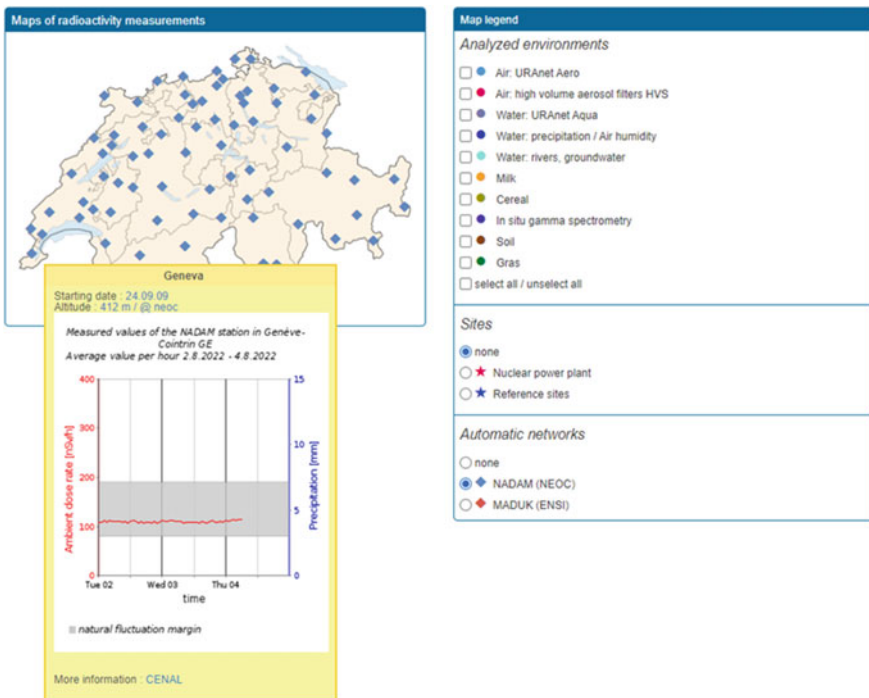 Maps of radioactivity measurements
Geneva
Starting date : 24.09.09
Altitude : 412 m / @ neoc
Measured values of the NADAM station in Genève-
Cointrin GE
Average value per hour 2.8.2022 - 4.8.2022
Ambient dose rate [nSv/h]
400
300
200
100
0
Precipitation [mm]
15
10
5
0
Tue 02 Wed 03 Thu 04
time
natural fluctuation margin
More information : CENAL
Map legend
Analyzed environments
Air: URAnet Aero
Air: high volume aerosol filters HVS
Water: URAnet Aqua
Water: precipitation / Air humidity
Water: rivers, groundwater
Milk
Cereal
In situ gamma spectrometry
Soil
Gras
select all / unselect all
Sites
none
Nuclear power plant
Reference sites
Automatic networks
none
NADAM (NEOC)
MADUK (ENSI)